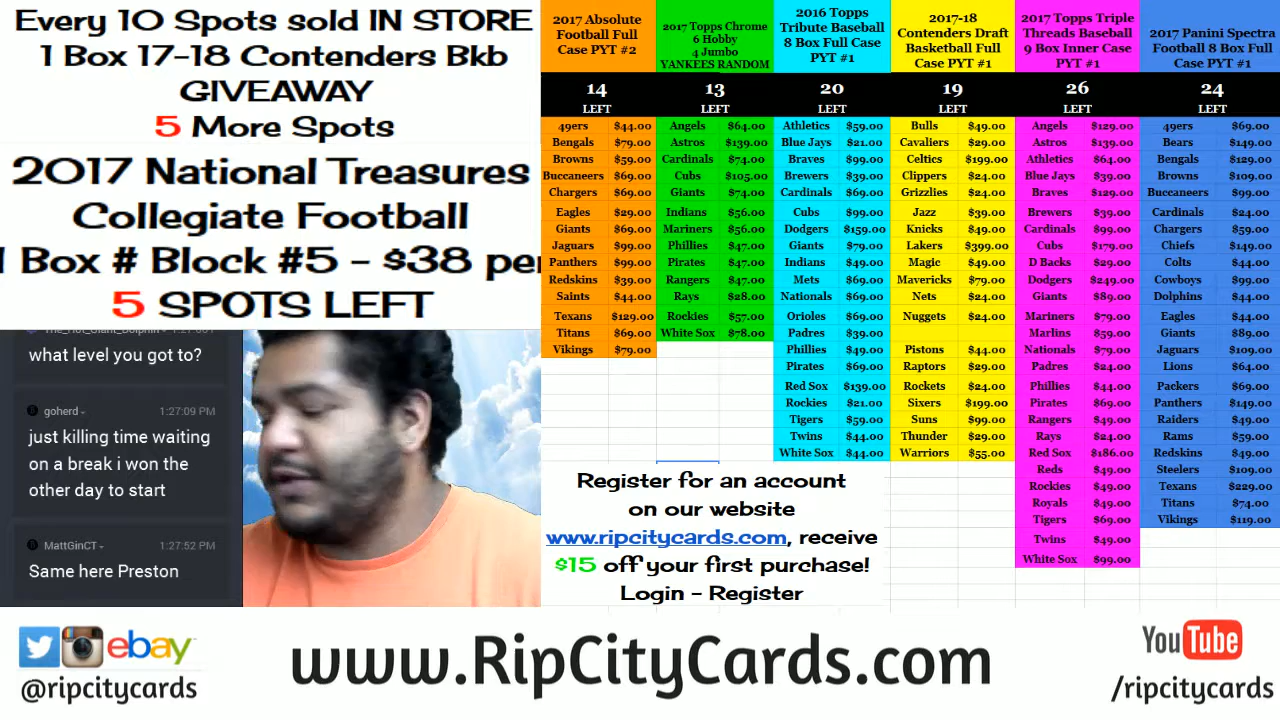 Every 10 Spots sold IN STORE
1 Box 17-18 Contenders Bkb
GIVEAWAY
5 More Spots
2017 National Treasures
Collegiate Football
1 Box # Block #5 - $38 per
5 SPOTS LEFT
what level you got to?
goherd
1:27:09 PM
just killing time waiting
on a break i won the
other day to start
MattGinCT
1:27:52 PM
Same here Preston
2017 Absolute
Football Full
Case PYT #2
14
LEFT
49ers $44.00
Bengals $79.00
Browns $59.00
Buccaneers $69.00
Chargers $69.00
Eagles $29.00
Giants $69.00
Jaguars $99.00
Panthers $99.00
Redskins $39.00
Saints $44.00
Texans $129.00
Titans $69.00
Vikings $79.00
2017 Topps Chrome
6 Hobby
4 Jumbo
YANKEES RANDOM
13
LEFT
Angels $64.00
Astros $139.00
Cardinals $74.00
Cubs $105.00
Giants $74.00
Indians $56.00
Mariners $56.00
Phillies $47.00
Pirates $47.00
Rangers $47.00
Rays $28.00
Rockies $57.00
White Sox $78.00
2016 Topps
Tribute Baseball
8 Box Full Case
PYT #1
20
LEFT
Athletics $59.00
Blue Jays $21.00
Braves $99.00
Brewers $39.00
Cardinals $69.00
Cubs $99.00
Dodgers $159.00
Giants $79.00
Indians $49.00
Mets $69.00
Nationals $69.00
Orioles $69.00
Padres $39.00
Phillies $49.00
Pirates $69.00
Red Sox $139.00
Rockies $21.00
Tigers $59.00
Twins $44.00
White Sox $44.00
2017-18
Contenders Draft
Basketball Full
Case PYT #1
19
LEFT
Bulls $49.00
Cavaliers $29.00
Celtics $199.00
Clippers $24.00
Grizzlies $24.00
Jazz $39.00
Knicks $49.00
Lakers $399.00
Magic $49.00
Mavericks $79.00
Nets $24.00
Nuggets $24.00
Pistons $44.00
Raptors $29.00
Rockets $24.00
Sixers $199.00
Suns $99.00
Thunder $29.00
Warriors $55.00
2017 Topps Triple
Threads Baseball
9 Box Inner Case
PYT #1
26
LEFT
Angels $129.00
Astros $139.00
Athletics $64.00
Blue Jays $39.00
Braves $129.00
Brewers $39.00
Cardinals $99.00
Cubs $179.00
D Backs $29.00
Dodgers $249.00
Giants $89.00
Mariners $79.00
Marlins $59.00
Nationals $79.00
Padres $24.00
Phillies $44.00
Pirates $69.00
Rangers $49.00
Rays $24.00
Red Sox $186.00
Reds $49.00
Rockies $49.00
Royals $49.00
Tigers $69.00
Twins $49.00
White Sox $99.00
2017 Panini Spectra
Football 8 Box Full
Case PYT #1
24
LEFT
49ers $69.00
Bears $149.00
Bengals $129.00
Browns $109.00
Buccaneers $99.00
Cardinals $24.00
Chargers $59.00
Chiefs $149.00
Colts $44.00
Cowboys $99.00
Dolphins $44.00
Eagles $44.00
Giants $89.00
Jaguars $109.00
Lions $64.00
Packers $69.00
Panthers $149.00
Raiders $49.00
Rams $59.00
Redskins $49.00
Steelers $109.00
Texans $229.00
Titans $74.00
Vikings $119.00
Register for an account
on our website
www.ripcitycards.com, receive
$15 off your first purchase!
Login - Register
ebay
@ripcitycards
www.RipCityCards.com
You Tube
/ripcitycards